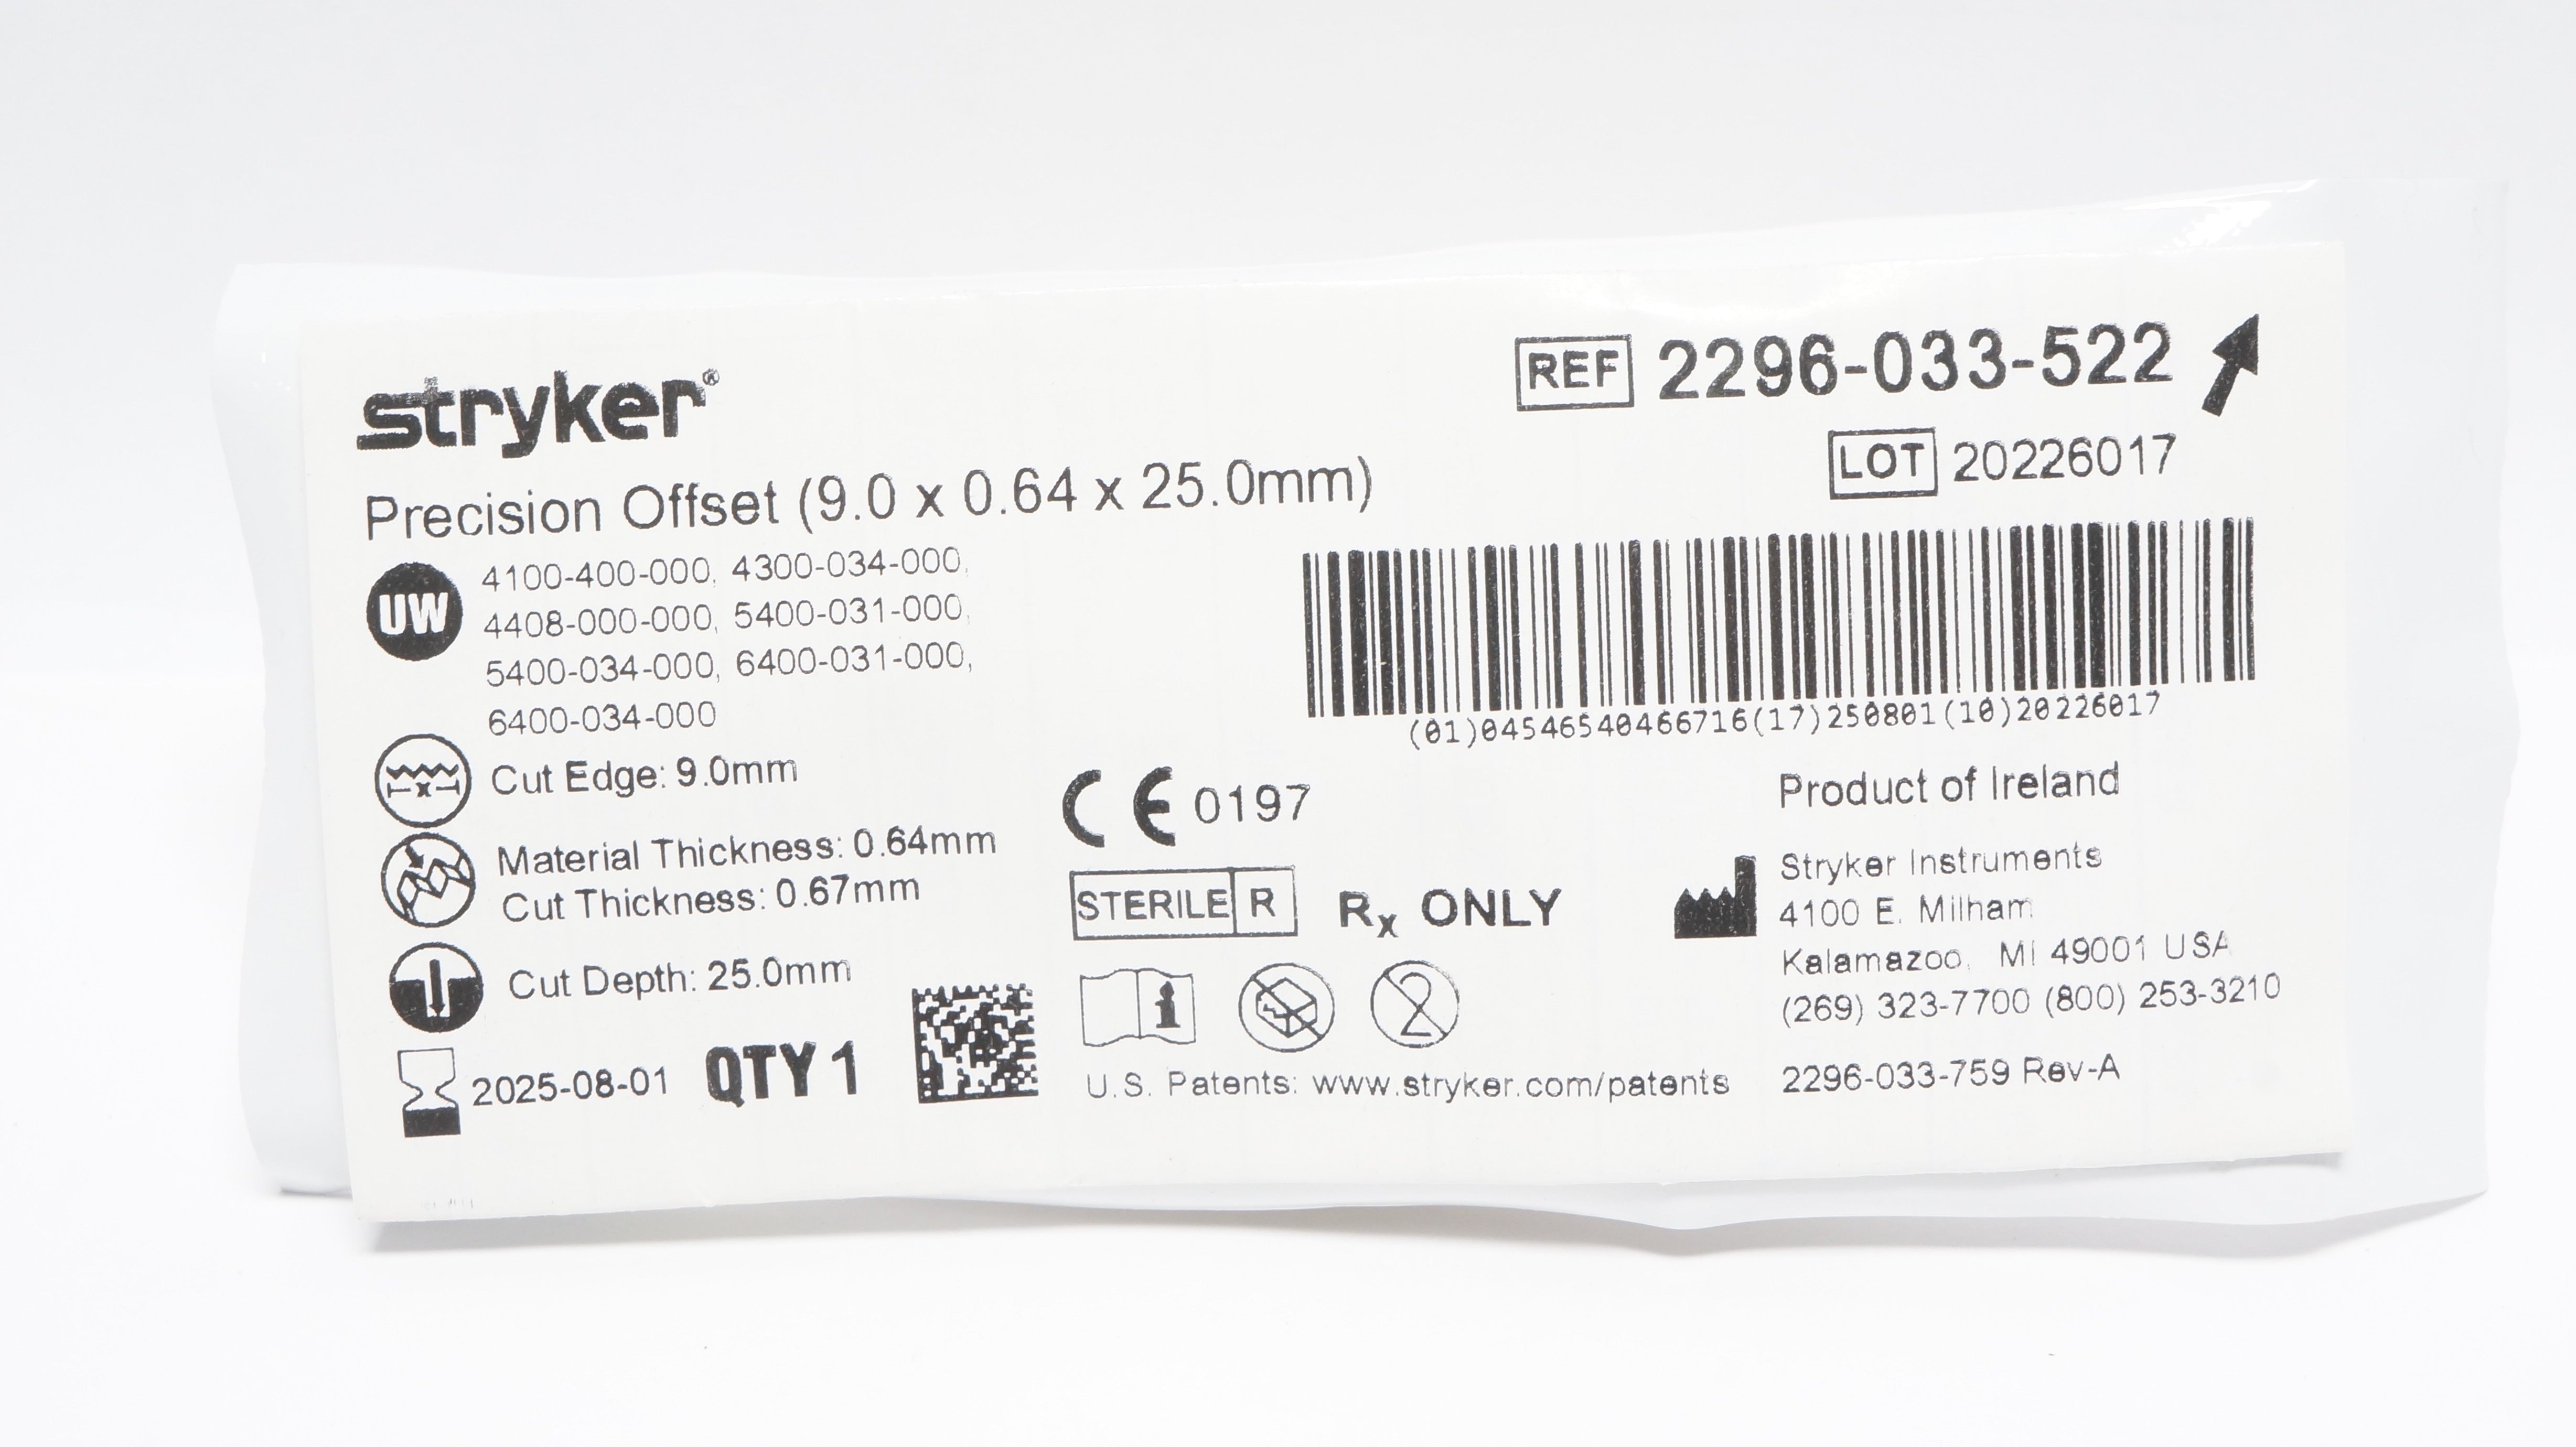 stryker®
REF 2296-033-522
LOT 20226017
Precision Offset (9.0 x 0.64 x 25.0mm)
UW
4100-400-000, 4300-034-000,
4408-000-000, 5400-031-000,
5400-034-000, 6400-031-000,
6400-034-000
(01)04546540466716(17)250801(10)20226017
x
Cut Edge: 9.0mm
Material Thickness: 0.64mm
Cut Thickness: 0.67mm
Cut Depth: 25.0mm
2025-08-01 QTY 1
CE 0197
STERILE R Rx ONLY
i 2
U.S. Patents: www.stryker.com/patents
Product of Ireland
Stryker Instruments
4100 E. Milham
Kalamazoo, MI 49001 USA
(269) 323-7700 (800) 253-3210
2296-033-759 Rev-A